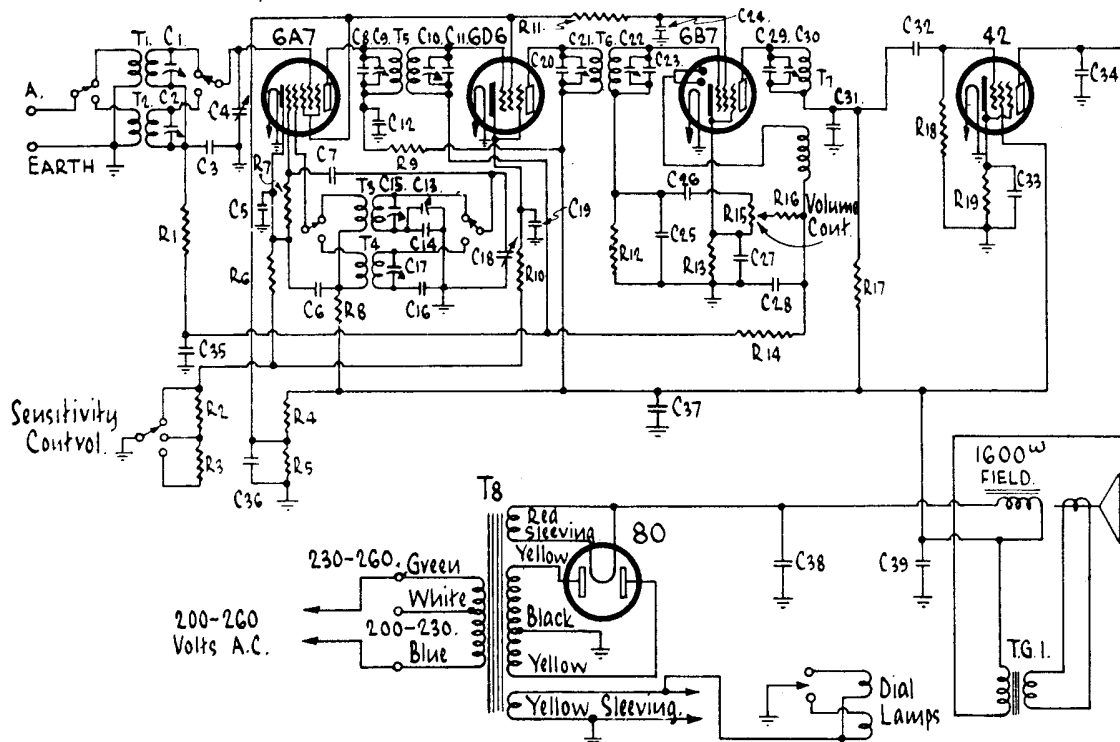 R11.
C24.
C32
6A7
C8
C9.
T5
C10.
C11.
6D6
C21.
T6
C22
6B7
C29.
C30
42
T1.
C1.
C20
C23.
T7
C34
A.
T2
C2
C4
C12
C31.
R18
EARTH
C3
R7
C7
R9
C26
R16
Volume
Cont.
C33
R19
C5
T3
C15.
C13.
C19
R15
R1
C14
C18
R12
C25
R13
C27
R6
T4
C17
R10
R17
C6
R8
C16
C28
C35
R14
Sensitivity
Control.
R2
R4
C37
R3
R5
C36
1600ω
FIELD.
T8
Red
Sleeving
80
Yellow
230-260.
Green
C38
C39
White
200-260
Volts A.C.
200-230.
Black
Blue
Yellow
T.G.1.
Yellow Sleeving.
Dial
Lamps